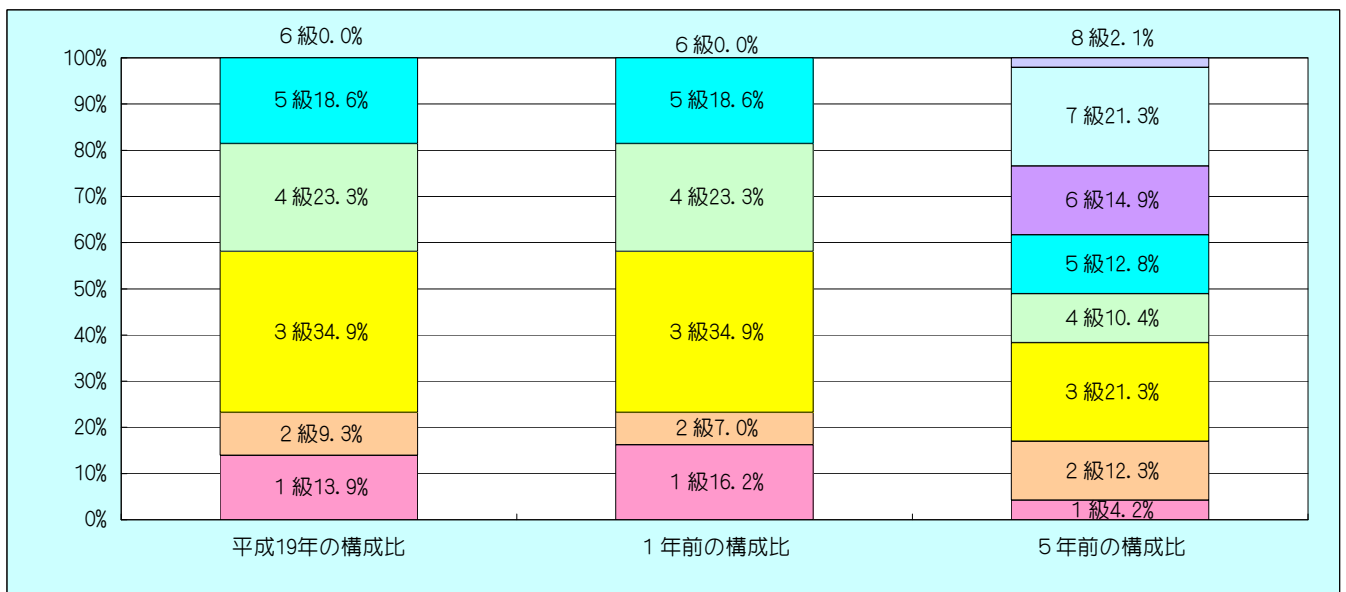 ６級0.0%
６級0.0%
８級2.1%
100%
90%
80%
70%
60%
50%
40%
30%
20%
10%
0%
５級18.6%
４級23.3%
３級34.9%
２級9.3%
１級13.9%
５級18.6%
４級23.3%
３級34.9%
２級7.0%
１級16.2%
７級21.3%
６級14.9%
５級12.8%
４級10.4%
３級21.3%
２級12.3%
１級4.2%
平成19年の構成比
１年前の構成比
５年前の構成比